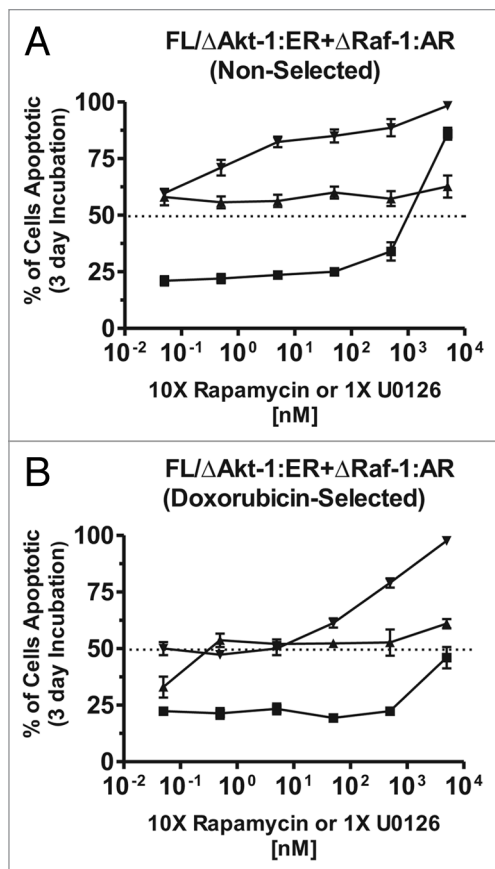 A
FL/ΔAkt-1:ER+ΔRaf-1:AR
(Non-Selected)
% of Cells Apoptotic
(3 day Incubation)
100
75
50
25
0
10⁻² 10⁻¹ 10⁰ 10¹ 10² 10³ 10⁴
10X Rapamycin or 1X U0126
[nM]
B
FL/ΔAkt-1:ER+ΔRaf-1:AR
(Doxorubicin-Selected)
% of Cells Apoptotic
(3 day Incubation)
100
75
50
25
0
10⁻² 10⁻¹ 10⁰ 10¹ 10² 10³ 10⁴
10X Rapamycin or 1X U0126
[nM]